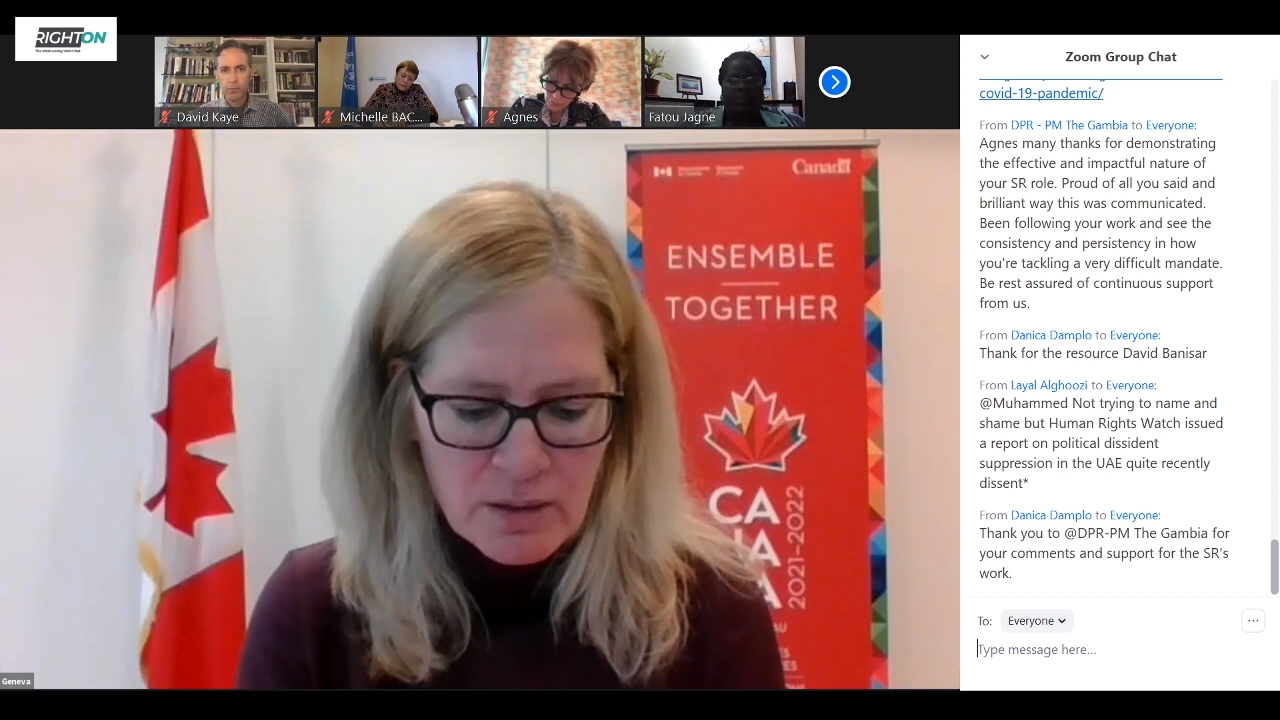 RIGHTON
The Wednesday Web Chat
David Kaye
Michelle BAC...
Agnes
Fatou Jagne
Canada
ENSEMBLE
TOGETHER
CA
NA
A
2021-2022
Geneva
Zoom Group Chat
covid-19-pandemic/
From DPR - PM The Gambia to Everyone:
Agnes many thanks for demonstrating
the effective and impactful nature of
your SR role. Proud of all you said and
brilliant way this was communicated.
Been following your work and see the
consistency and persistency in how
you're tackling a very difficult mandate.
Be rest assured of continuous support
from us.
From Danica Damplo to Everyone:
Thank for the resource David Banisar
From Layal Alghoozi to Everyone:
@Muhammed Not trying to name and
shame but Human Rights Watch issued
a report on political dissident
suppression in the UAE quite recently
dissent*
From Danica Damplo to Everyone:
Thank you to @DPR-PM The Gambia for
your comments and support for the SR's
work.
To: Everyone
Type message here...